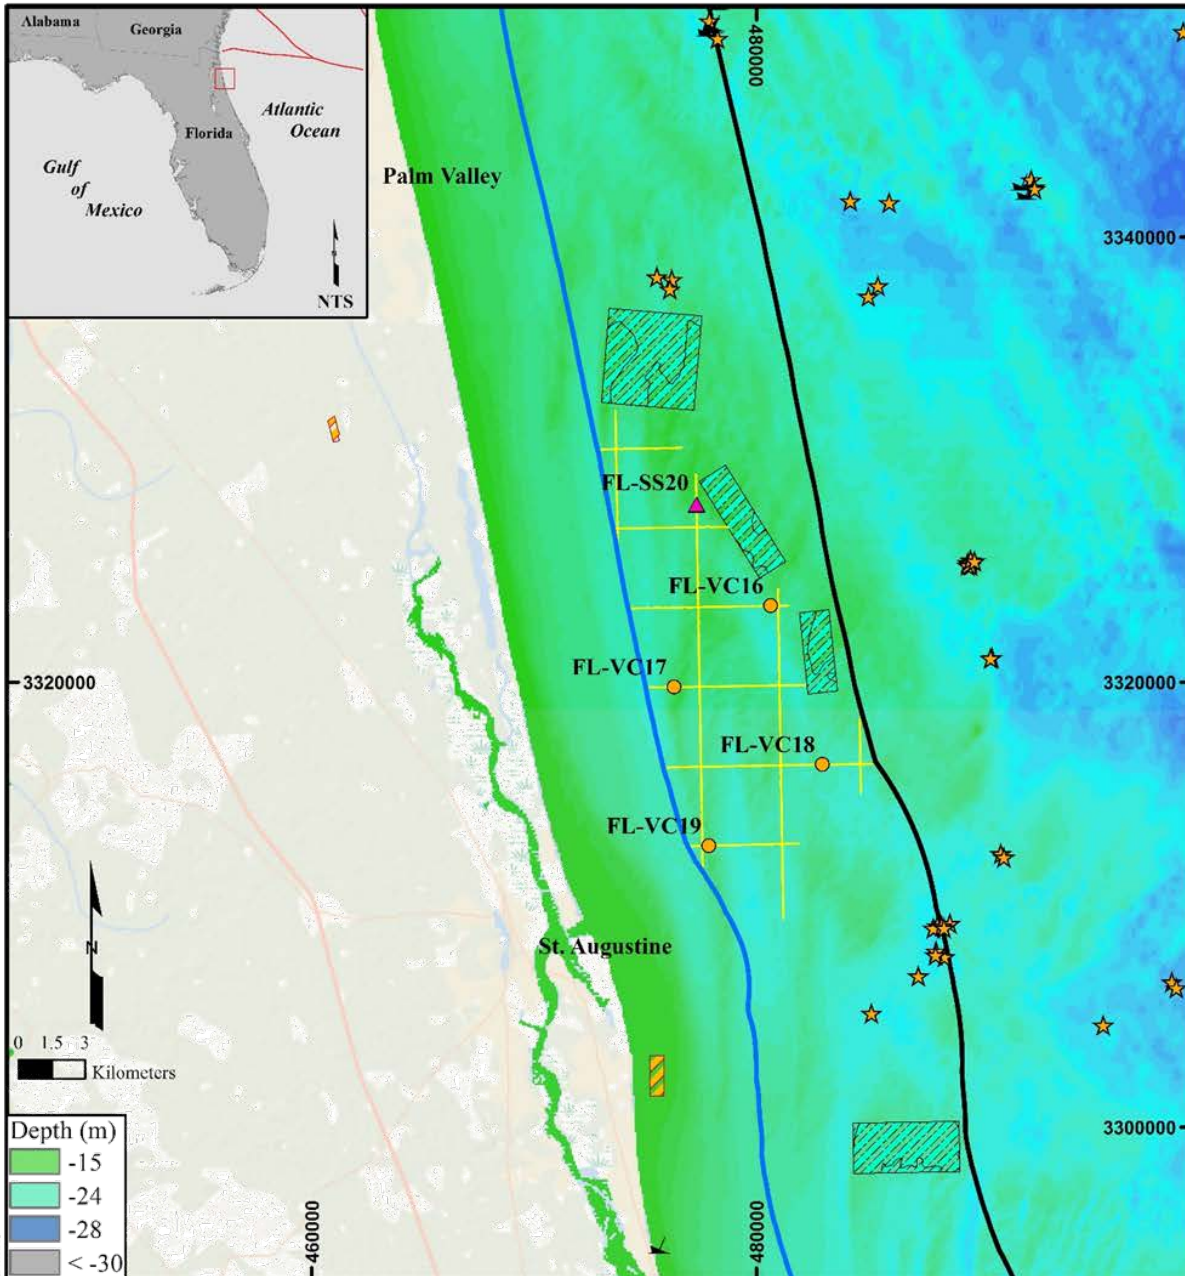 Alabama
Georgia
Florida
Atlantic
Ocean
Gulf
of
Mexico
NTS
4800000
Palm Valley
3340000
FL-SS20
FL-VC16
FL-VC17
3320000
3320000
FL-VC18
FL-VC19
St. Augustine
N
0 1.5 3
Kilometers
3300000
Depth (m)
-15
-24
-28
< -30
460000
480000